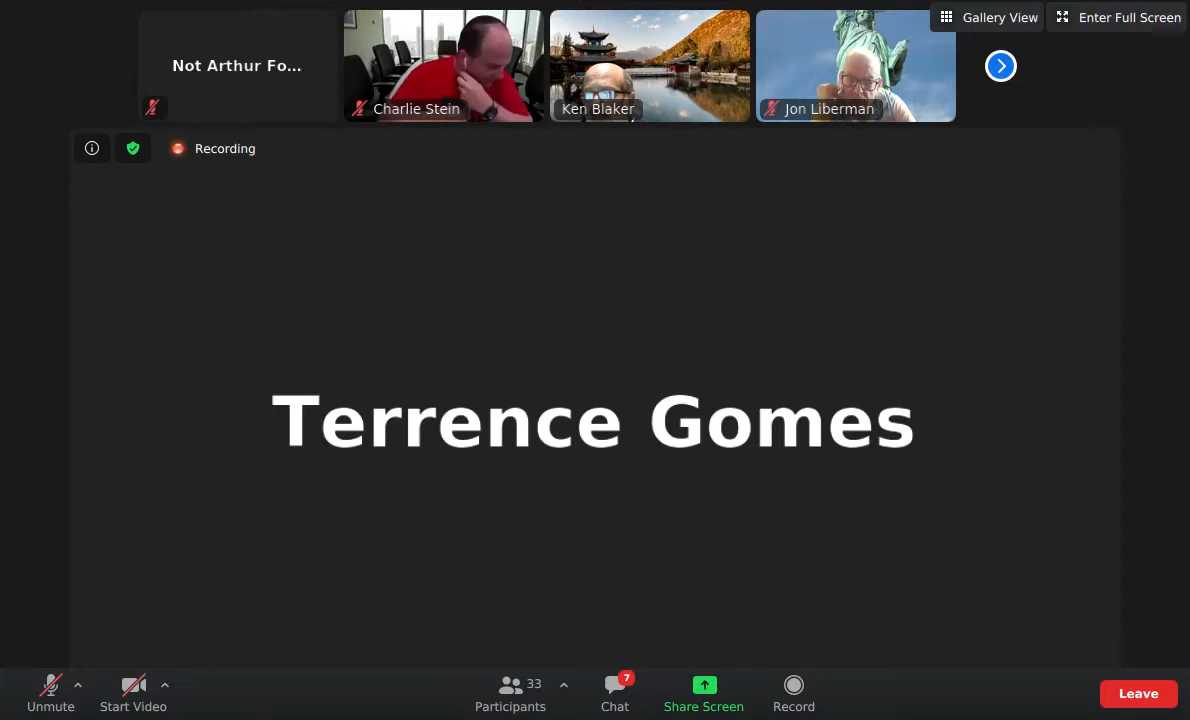 Gallery View
Enter Full Screen
Not Arthur Fo...
Charlie Stein
Ken Blaker
Jon Liberman
Recording
Terrence Gomes
33
7
Unmute
Start Video
Participants
Chat
Share Screen
Record
Leave